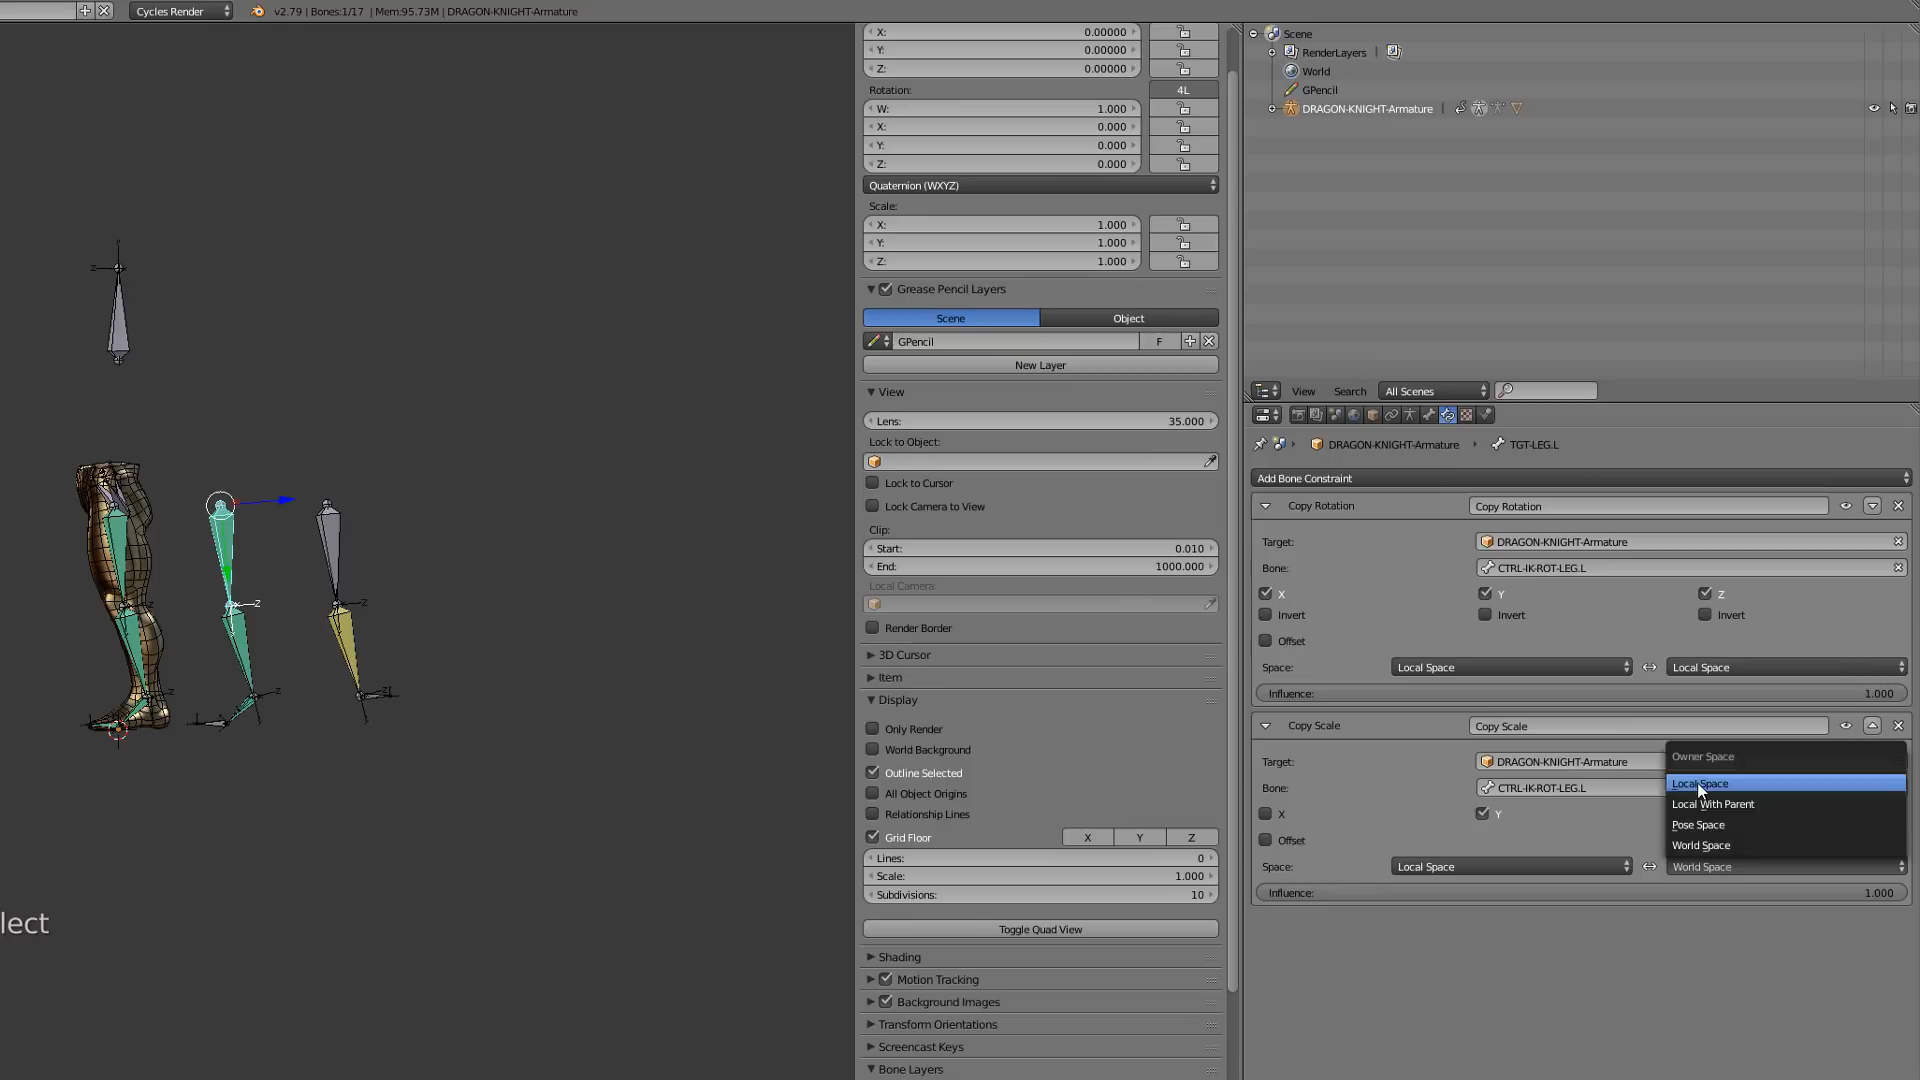 Cycles Render
v2.79 | Bones:1/17 | Mem:95.73M | DRAGON-KNIGHT-Armature
lect
X: 0.00000
Y: 0.00000
Z: 0.00000
Rotation: 4L
W: 1.000
X: 0.000
Y: 0.000
Z: 0.000
Quaternion (WXYZ)
Scale:
X: 1.000
Y: 1.000
Z: 1.000
Grease Pencil Layers
Scene Object
GPencil F
New Layer
View
Lens: 35.000
Lock to Object:
Lock to Cursor
Lock Camera to View
Clip:
Start: 0.010
End: 1000.000
Local Camera:
Render Border
3D Cursor
Item
Display
Only Render
World Background
Outline Selected
All Object Origins
Relationship Lines
Grid Floor X Y Z
Lines: 0
Scale: 1.000
Subdivisions: 10
Toggle Quad View
Shading
Motion Tracking
Background Images
Transform Orientations
Screencast Keys
Bone Layers
Scene
RenderLayers
World
GPencil
DRAGON-KNIGHT-Armature
View Search All Scenes
DRAGON-KNIGHT-Armature TGT-LEG.L
Add Bone Constraint
Copy Rotation Copy Rotation
Target: DRAGON-KNIGHT-Armature
Bone: CTRL-IK-ROT-LEG.L
X Y Z
Invert Invert Invert
Offset
Space: Local Space Local Space
Influence: 1.000
Copy Scale Copy Scale
Target: DRAGON-KNIGHT-Armature
Bone: CTRL-IK-ROT-LEG.L
X Y
Offset
Space: Local Space World Space
Influence: 1.000
Owner Space
Local Space
Local With Parent
Pose Space
World Space